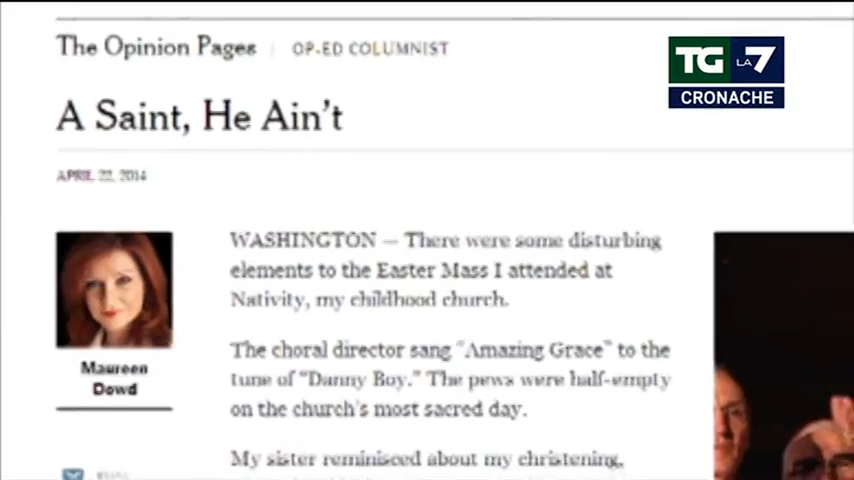 The Opinion Pages | OP-ED COLUMNIST
TG LA 7
CRONACHE
A Saint, He Ain't
APRIL 22, 2014
WASHINGTON — There were some disturbing
elements to the Easter Mass I attended at
Nativity, my childhood church.
Maureen
Dowd
The choral director sang "Amazing Grace" to the
tune of "Danny Boy." The pews were half-empty
on the church's most sacred day.
My sister reminisced about my christening,